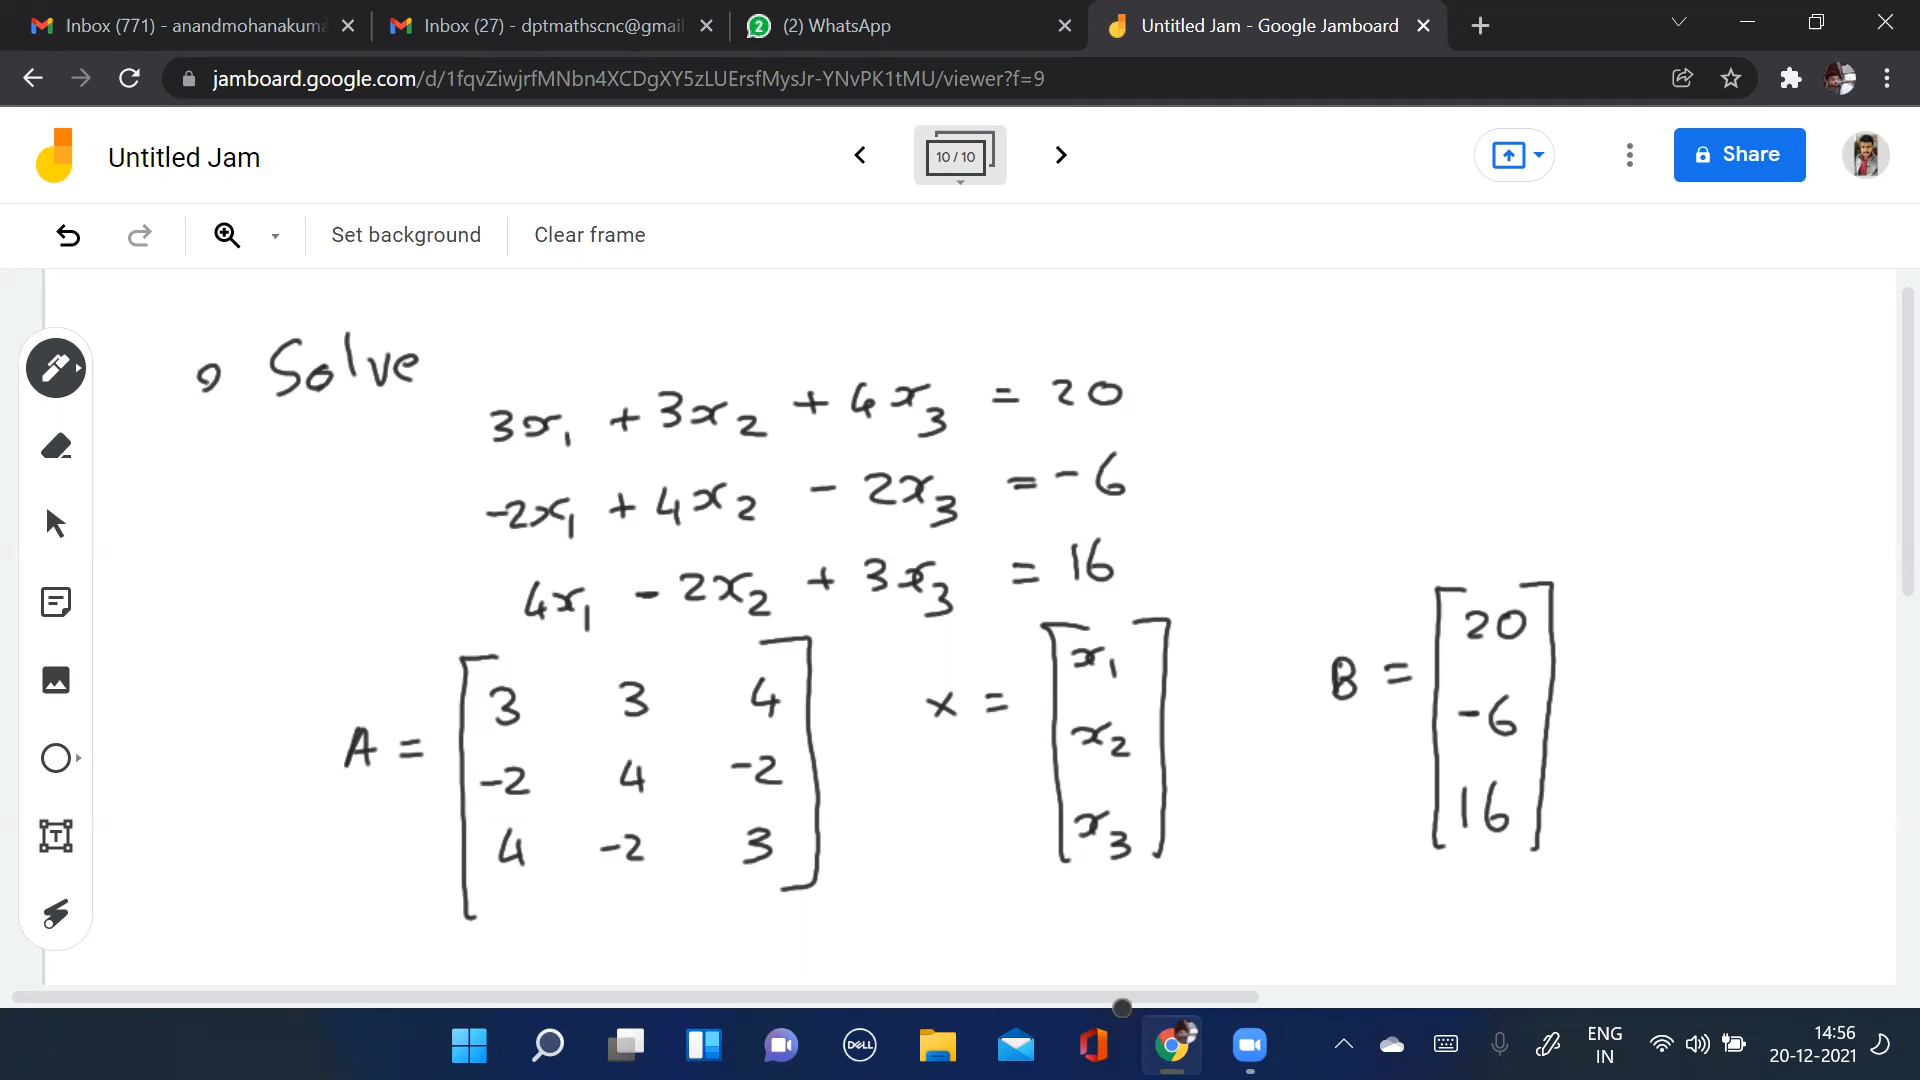 Inbox (771) - anandmohanakum
Inbox (27) - dptmathscnc@gmail
2 (2) WhatsApp
Untitled Jam - Google Jamboard
jamboard.google.com/d/1fqvZiwjrfMNbn4XCDgXY5zLUErsfMysJr-YNvPK1tMU/viewer?f=9
Untitled Jam
10 / 10
Share
Set background
Clear frame
Solve
3x₁ + 3x₂ + 4x₃ = 20
-2x₁ + 4x₂ - 2x₃ = -6
4x₁ - 2x₂ + 3x₃ = 16
A = [3 3 4
-2 4 -2
4 -2 3]
x = [x₁
x₂
x₃]
B = [20
-6
16]
T
DELL
ENG
IN
14:56
20-12-2021